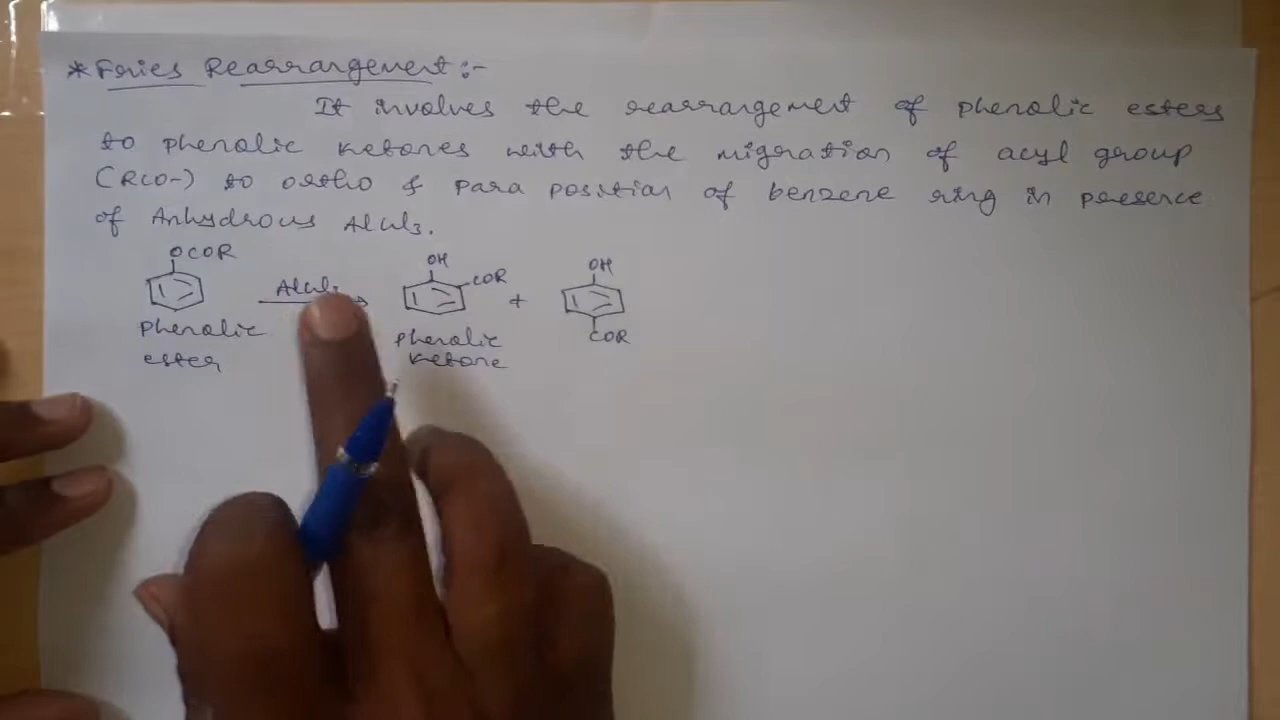 * Fries Rearrangement :-
It involves the rearrangement of phenolic esters
to phenolic ketones with the migration of acyl group
(RCO-) to ortho & para position of benzene ring in presence
of Anhydrous AlCl3.
OCOR AlCl3 OH COR + OH COR
Phenolic ester
Phenolic ketone